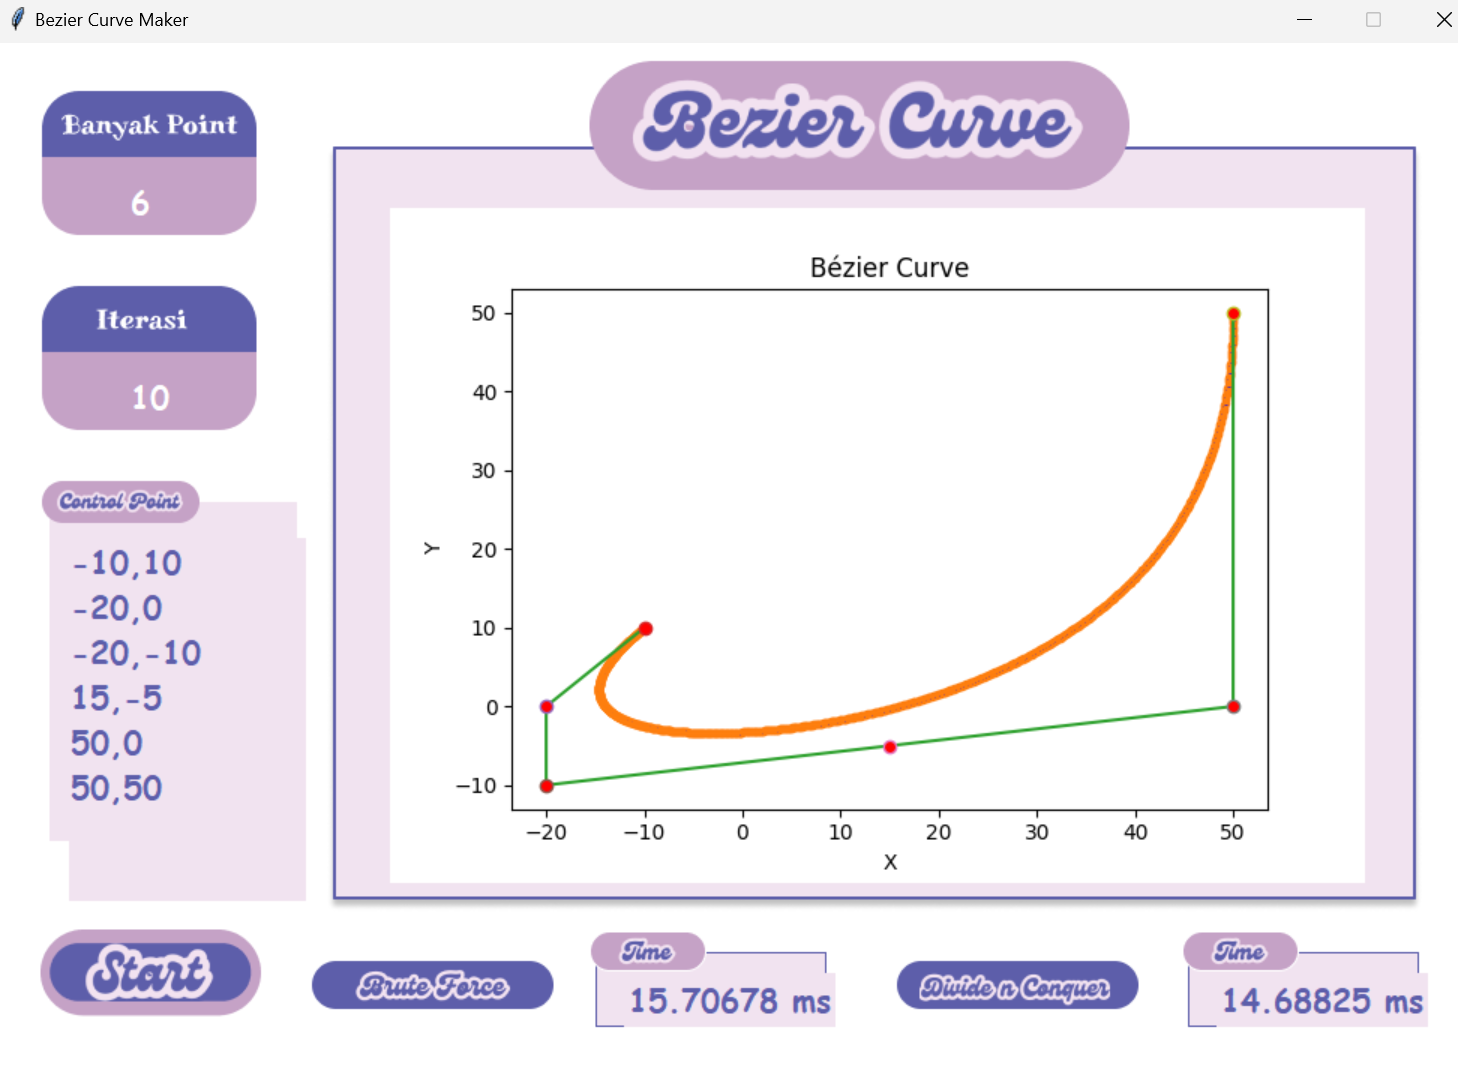 Bezier Curve Maker
Bezier Curve
Banyak Point
6
Iterasi
10
Control Point
-10,10
-20,0
-20,-10
15,-5
50,0
50,50
Bézier Curve
50
40
30
20
10
0
−10
Y
−20 −10 0 10 20 30 40 50
X
Start
Brute Force
Time
15.70678 ms
Divide n Conquer
Time
14.68825 ms